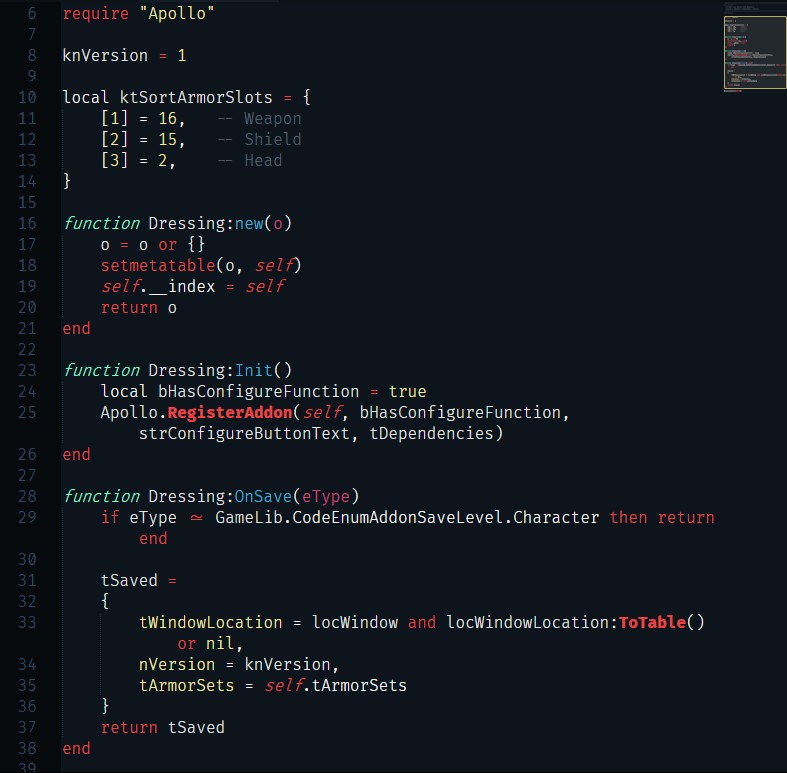 6 require "Apollo"
7
8 knVersion = 1
9
10 local ktSortArmorSlots = {
11 [1] = 16, -- Weapon
12 [2] = 15, -- Shield
13 [3] = 2, -- Head
14 }
15
16 function Dressing:new(o)
17 o = o or {}
18 setmetatable(o, self)
19 self.__index = self
20 return o
21 end
22
23 function Dressing:Init()
24 local bHasConfigureFunction = true
25 Apollo.RegisterAddon(self, bHasConfigureFunction,
strConfigureButtonText, tDependencies)
26 end
27
28 function Dressing:OnSave(eType)
29 if eType ≃ GameLib.CodeEnumAddonSaveLevel.Character then return
end
30
31 tSaved =
32 {
33 tWindowLocation = locWindow and locWindowLocation:ToTable()
or nil,
34 nVersion = knVersion,
35 tArmorSets = self.tArmorSets
36 }
37 return tSaved
38 end
39